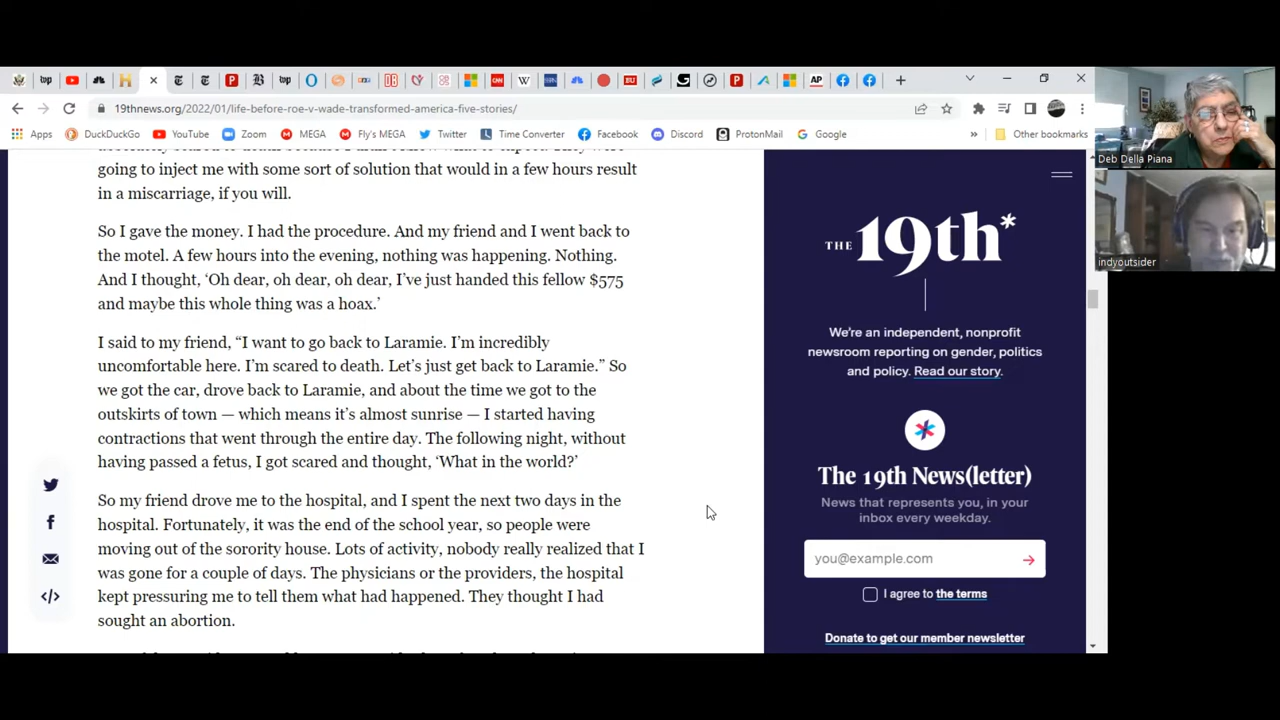 19thnews.org/2022/01/life-before-roe-v-wade-transformed-america-five-stories/
Apps
DuckDuckGo
YouTube
Zoom
MEGA
Fly's MEGA
Twitter
Time Converter
Facebook
Discord
ProtonMail
Google
»
Other bookmarks
going to inject me with some sort of solution that would in a few hours result
in a miscarriage, if you will.
So I gave the money. I had the procedure. And my friend and I went back to
the motel. A few hours into the evening, nothing was happening. Nothing.
And I thought, ‘Oh dear, oh dear, oh dear, I’ve just handed this fellow $575
and maybe this whole thing was a hoax.’
I said to my friend, “I want to go back to Laramie. I’m incredibly
uncomfortable here. I’m scared to death. Let’s just get back to Laramie.” So
we got the car, drove back to Laramie, and about the time we got to the
outskirts of town — which means it’s almost sunrise — I started having
contractions that went through the entire day. The following night, without
having passed a fetus, I got scared and thought, ‘What in the world?’
So my friend drove me to the hospital, and I spent the next two days in the
hospital. Fortunately, it was the end of the school year, so people were
moving out of the sorority house. Lots of activity, nobody really realized that I
was gone for a couple of days. The physicians or the providers, the hospital
kept pressuring me to tell them what had happened. They thought I had
sought an abortion.
THE 19th*
We’re an independent, nonprofit
newsroom reporting on gender, politics
and policy. Read our story.
The 19th News(letter)
News that represents you, in your
inbox every weekday.
you@example.com
I agree to the terms
Donate to get our member newsletter
Deb Della Piana
indyoutsider